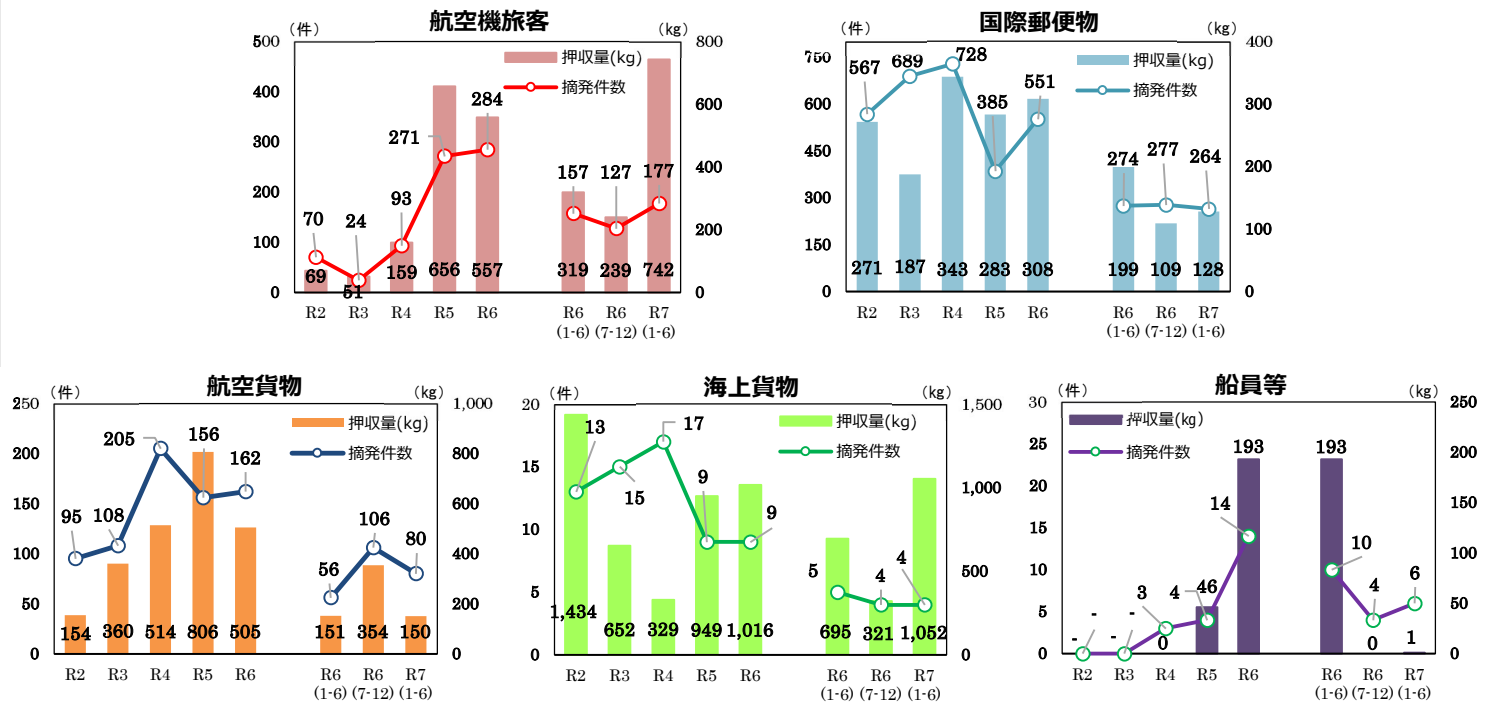 航空機旅客
(件) (kg)
押収量(kg)
摘発件数
500 400 300 200 100 0
800 600 400 200 0
70 24 93 271 284 157 127 177
69 51 159 656 557 319 239 742
R2 R3 R4 R5 R6 R6 R6 R7
(1-6) (7-12) (1-6)
国際郵便物
(件) (kg)
押収量(kg)
摘発件数
750 600 450 300 150 0
400 300 200 100 0
567 689 728 385 551 274 277 264
271 187 343 283 308 199 109 128
R2 R3 R4 R5 R6 R6 R6 R7
(1-6) (7-12) (1-6)
航空貨物
(件) (kg)
押収量(kg)
摘発件数
250 200 150 100 50 0
1,000 800 600 400 200 0
95 108 205 156 162 56 106 80
154 360 514 806 505 151 354 150
R2 R3 R4 R5 R6 R6 R6 R7
(1-6) (7-12) (1-6)
海上貨物
(件) (kg)
押収量(kg)
摘発件数
20 15 10 5 0
1,500 1,000 500 0
13 15 17 9 9 5 4 4
1,434 652 329 949 1,016 695 321 1,052
R2 R3 R4 R5 R6 R6 R6 R7
(1-6) (7-12) (1-6)
船員等
(件) (kg)
押収量(kg)
摘発件数
30 25 20 15 10 5 0
250 200 150 100 50 0
- - 3 4 14 10 4 6
- - 0 46 193 193 0 1
R2 R3 R4 R5 R6 R6 R6 R7
(1-6) (7-12) (1-6)